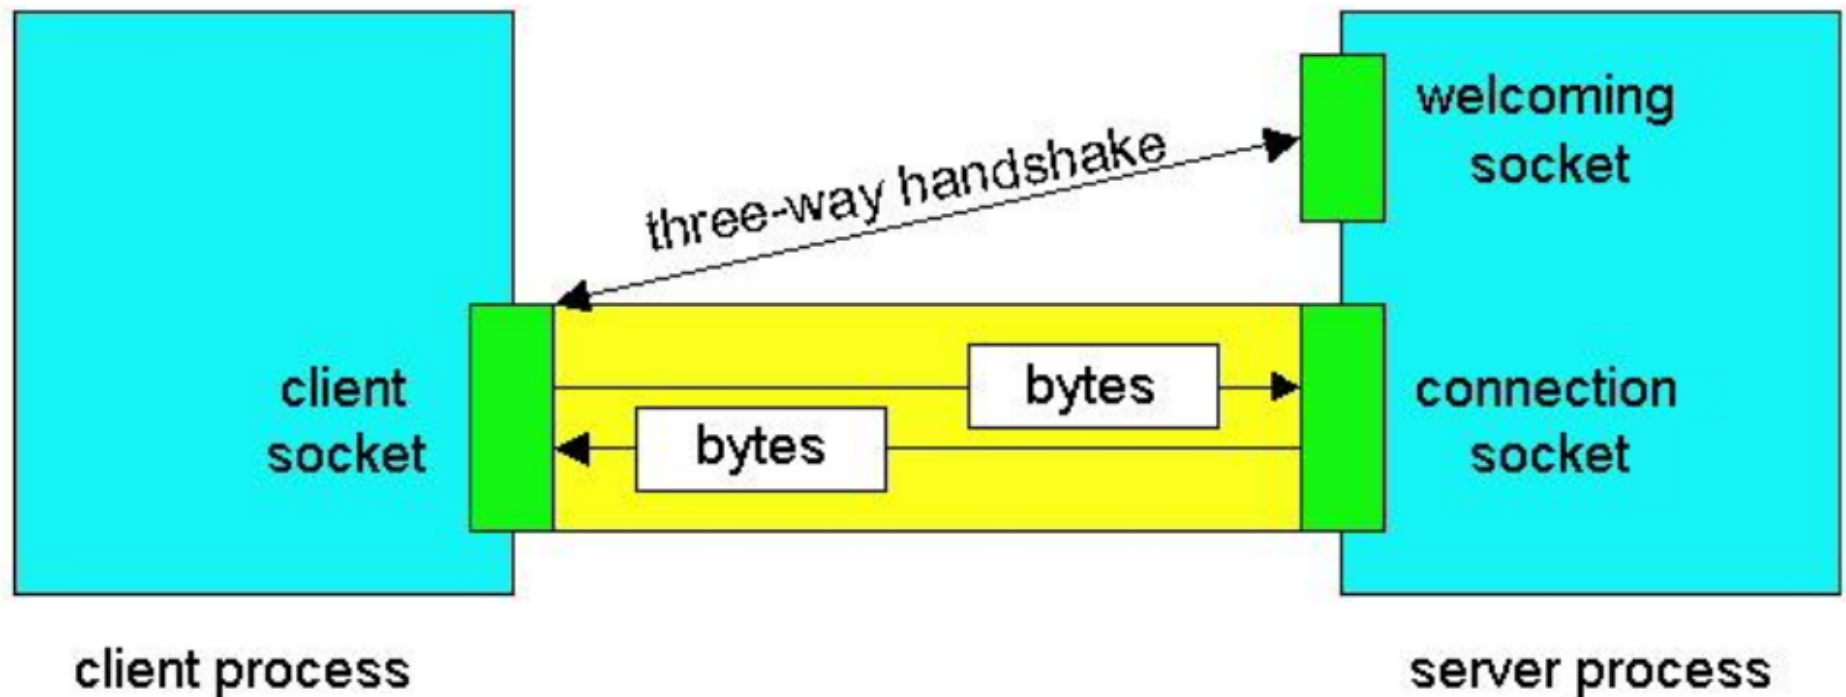 welcoming
socket
three-way handshake
client
socket
bytes
bytes
connection
socket
client process
server process